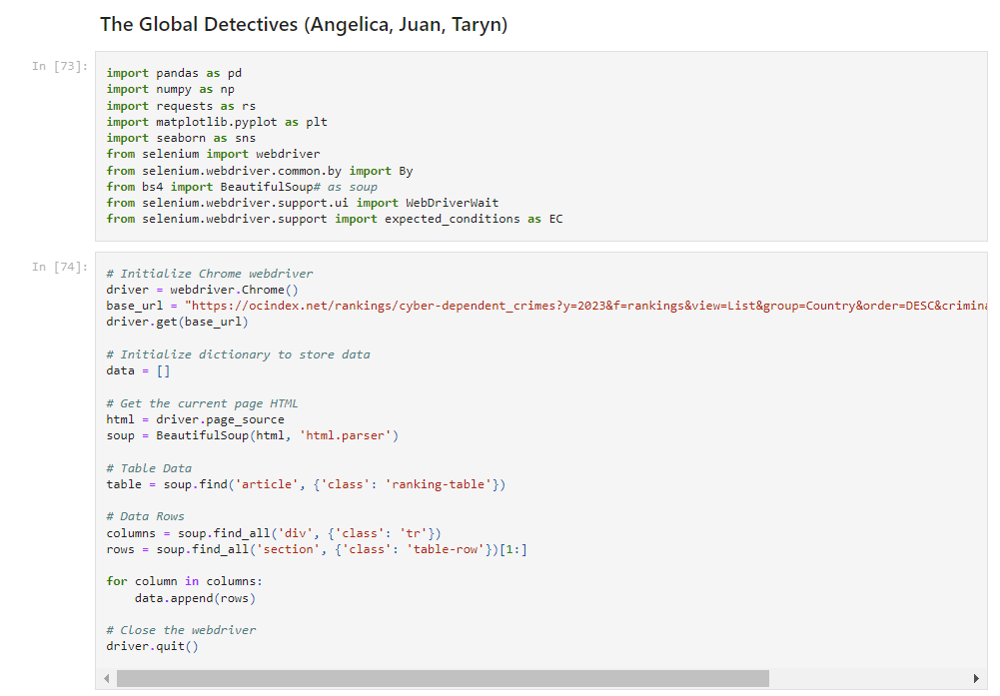 The Global Detectives (Angelica, Juan, Taryn)
In [73]:
import pandas as pd
import numpy as np
import requests as rs
import matplotlib.pyplot as plt
import seaborn as sns
from selenium import webdriver
from selenium.webdriver.common.by import By
from bs4 import BeautifulSoup# as soup
from selenium.webdriver.support.ui import WebDriverWait
from selenium.webdriver.support import expected_conditions as EC
In [74]:
# Initialize Chrome webdriver
driver = webdriver.Chrome()
base_url = "https://ocindex.net/rankings/cyber-dependent_crimes?y=2023&f=rankings&view=List&group=Country&order=DESC&crimina
driver.get(base_url)
# Initialize dictionary to store data
data = []
# Get the current page HTML
html = driver.page_source
soup = BeautifulSoup(html, 'html.parser')
# Table Data
table = soup.find('article', {'class': 'ranking-table'})
# Data Rows
columns = soup.find_all('div', {'class': 'tr'})
rows = soup.find_all('section', {'class': 'table-row'})[1:]
for column in columns:
    data.append(rows)
# Close the webdriver
driver.quit()